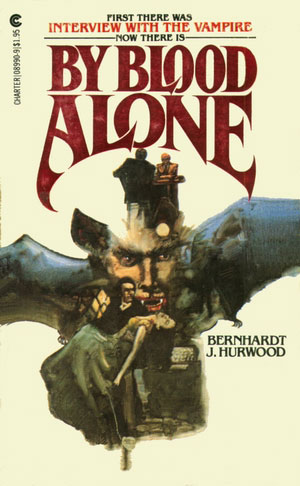 FIRST THERE WAS
INTERVIEW WITH THE VAMPIRE
NOW THERE IS
BY BLOOD
ALONE
BERNHARDT
J. HURWOOD
CHARTER|08990-9|$1.95